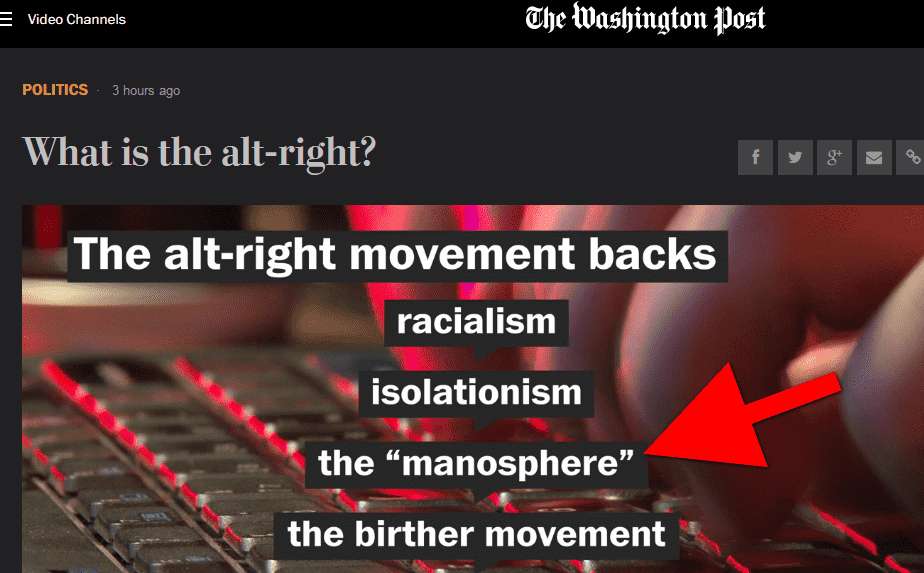 Video Channels
The Washington Post
POLITICS · 3 hours ago
What is the alt-right?
f g+
The alt-right movement backs
racialism
isolationism
the “manosphere”
the birther movement